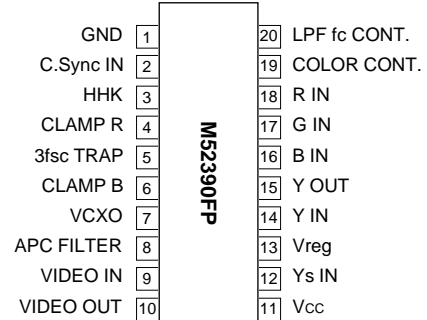 GND 1 20 LPF fc CONT.
C.Sync IN 2 19 COLOR CONT.
HHK 3 18 R IN
CLAMP R 4 17 G IN
3fsc TRAP 5 16 B IN
CLAMP B 6 15 Y OUT
VCXO 7 14 Y IN
APC FILTER 8 13 Vreg
VIDEO IN 9 12 Ys IN
VIDEO OUT 10 11 Vcc
M52390FP